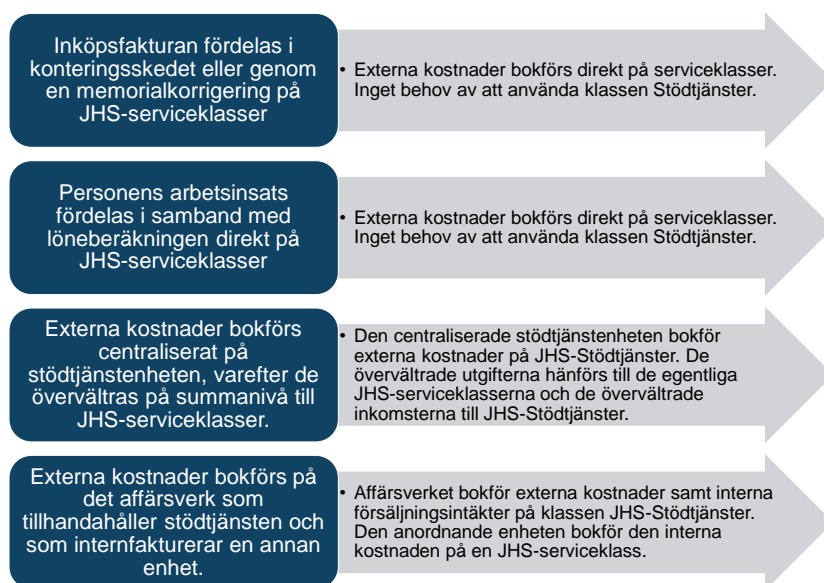 Inköpsfakturan fördelas i
konteringsskedet eller genom
en memorialkorrigering på
JHS-serviceklasser
• Externa kostnader bokförs direkt på serviceklasser.
Inget behov av att använda klassen Stödtjänster.
Personens arbetsinsats
fördelas i samband med
löneberäkningen direkt på
JHS-serviceklasser
• Externa kostnader bokförs direkt på serviceklasser.
Inget behov av att använda klassen Stödtjänster.
Externa kostnader bokförs
centraliserat på
stödtjänstenheten, varefter de
övervältras på summanivå till
JHS-serviceklasser.
• Den centraliserade stödtjänstenheten bokför
externa kostnader på JHS-Stödtjänster. De
övervältrade utgifterna hänförs till de egentliga
JHS-serviceklasserna och de övervältrade
inkomsterna till JHS-Stödtjänster.
Externa kostnader bokförs på
det affärsverk som
tillhandahåller stödtjänsten och
som internfakturerar en annan
enhet.
• Affärsverket bokför externa kostnader samt interna
försäljningsintäkter på klassen JHS-Stödtjänster.
Den anordnande enheten bokför den interna
kostnaden på en JHS-serviceklass.